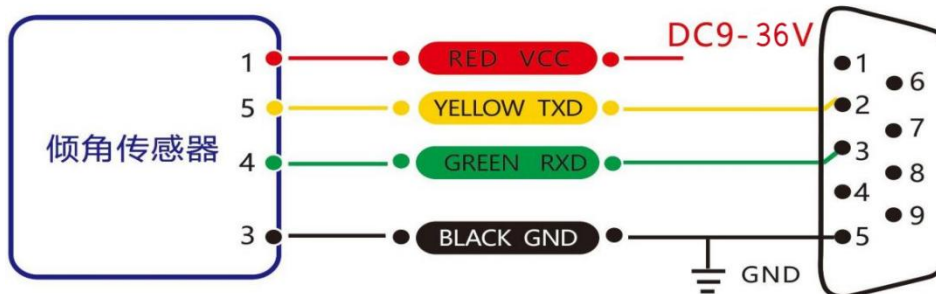 DC9-36V
1 RED VCC 1
6
5 YELLOW TXD 2
倾角传感器
7
4 GREEN RXD 3
8
4
9
3 BLACK GND 5
GND